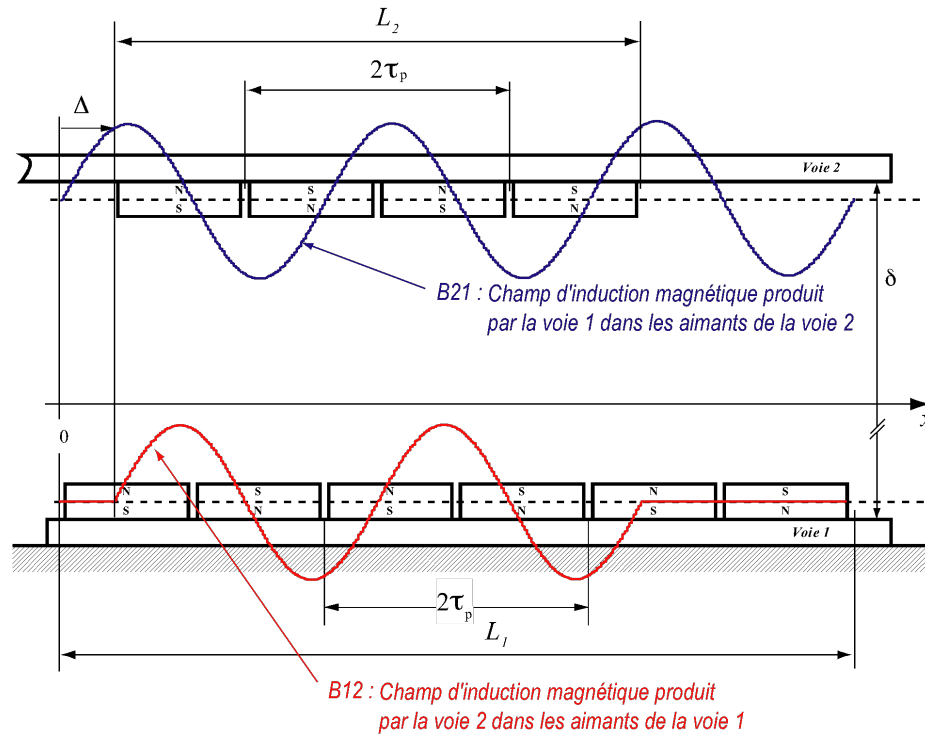 L₂
2τₚ
Δ
Voie 2
N S N S
S N S N
B21 : Champ d'induction magnétique produit
par la voie 1 dans les aimants de la voie 2
δ
0
x
N S N S N S
S N S N S N
Voie 1
2τₚ
L₁
B12 : Champ d'induction magnétique produit
par la voie 2 dans les aimants de la voie 1